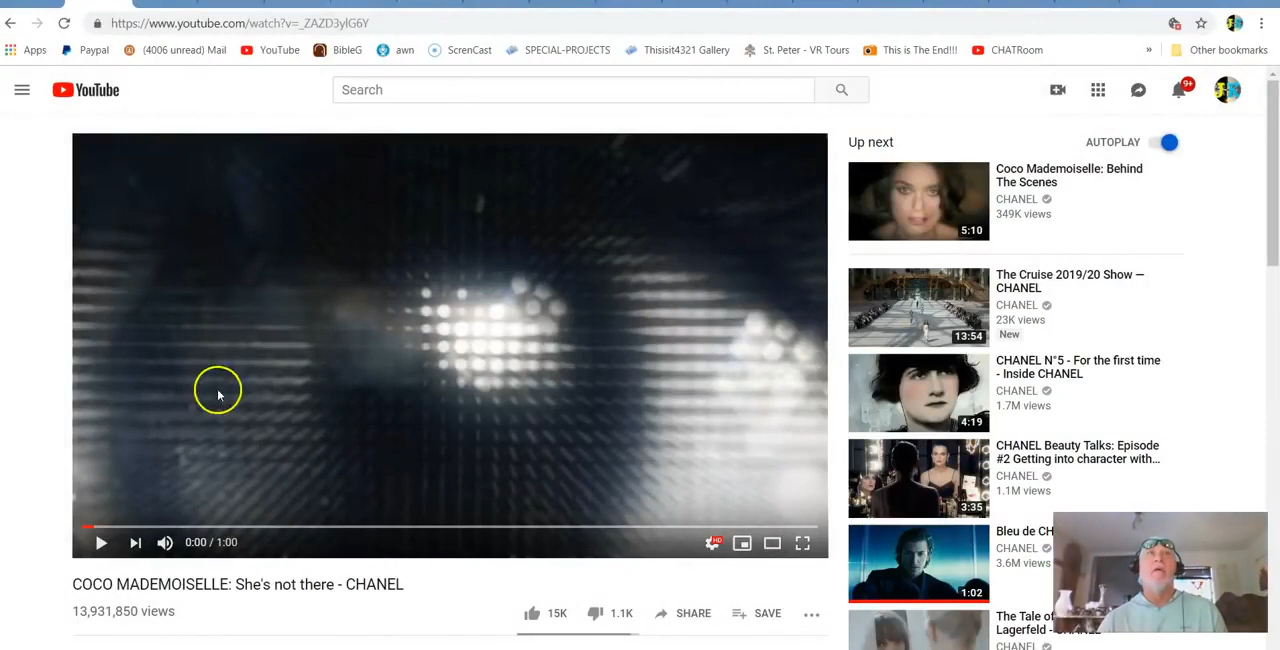 https://www.youtube.com/watch?v=_ZAZD3ylG6Y
Apps Paypal (4006 unread) Mail YouTube BibleG awn ScrenCast SPECIAL-PROJECTS Thisisit4321 Gallery St. Peter - VR Tours This is The End!!! CHATRoom » Other bookmarks
YouTube
Search
9+
Up next
AUTOPLAY
Coco Mademoiselle: Behind
The Scenes
CHANEL
349K views
5:10
The Cruise 2019/20 Show —
CHANEL
CHANEL
23K views
New
13:54
CHANEL N°5 - For the first time
- Inside CHANEL
CHANEL
1.7M views
4:19
CHANEL Beauty Talks: Episode
#2 Getting into character with...
CHANEL
1.1M views
3:35
Bleu de CH
CHANEL
3.6M views
1:02
The Tale of
Lagerfeld -
CHANEL
0:00 / 1:00
HD
COCO MADEMOISELLE: She's not there - CHANEL
13,931,850 views
15K 1.1K SHARE SAVE